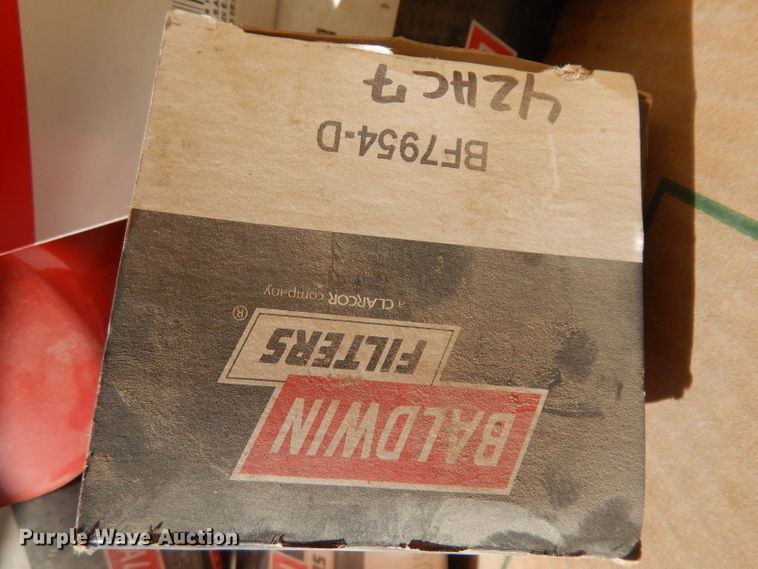 BALDWIN
FILTERS®
a CLARCOR company
BF7954-D
42HC7
Purple Wave Auction